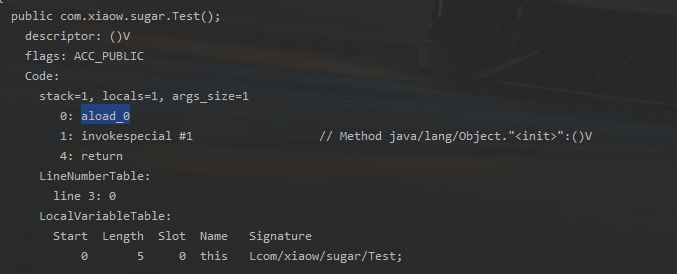 public com.xiaow.sugar.Test();
descriptor: ()V
flags: ACC_PUBLIC
Code:
stack=1, locals=1, args_size=1
0: aload_0
1: invokespecial #1 // Method java/lang/Object."<init>":()V
4: return
LineNumberTable:
line 3: 0
LocalVariableTable:
Start Length Slot Name Signature
0 5 0 this Lcom/xiaow/sugar/Test;